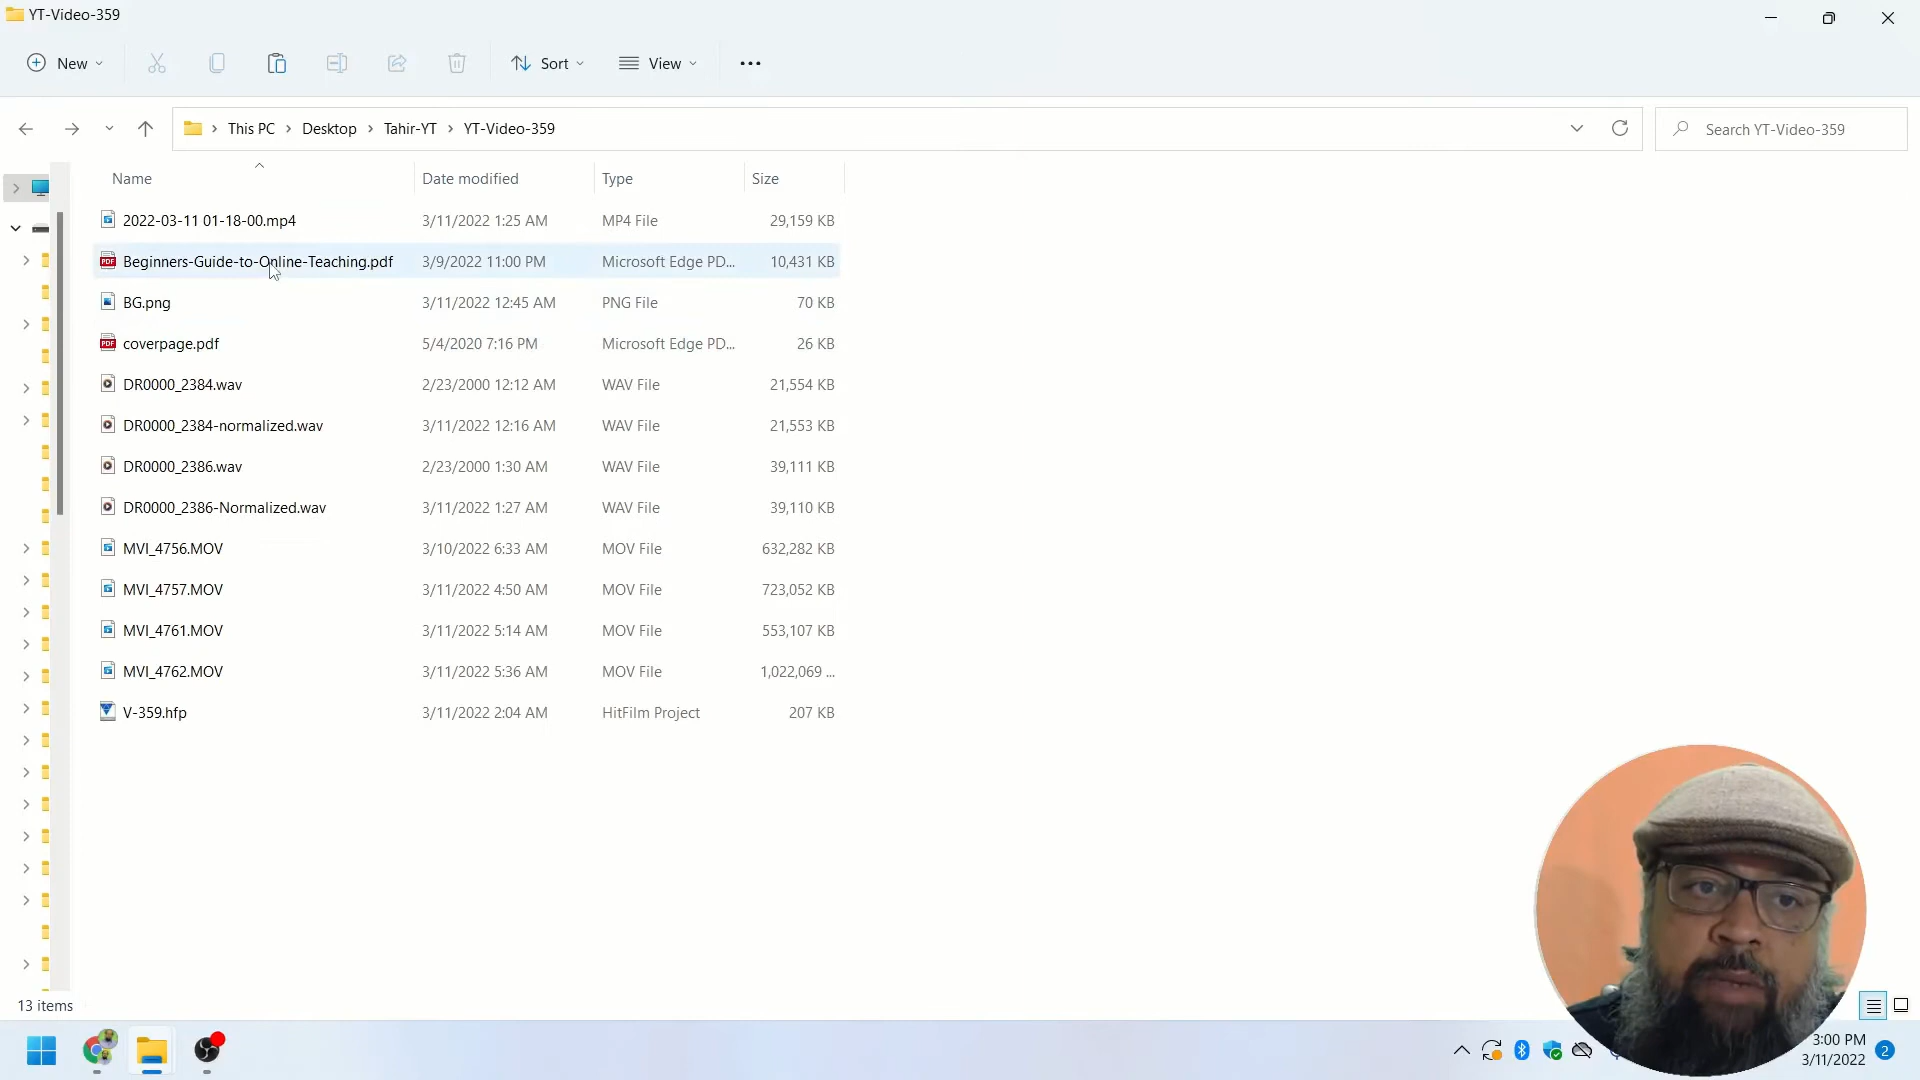 YT-Video-359
New
Sort
View
This PC > Desktop > Tahir-YT > YT-Video-359
Search YT-Video-359
Name Date modified Type Size
2022-03-11 01-18-00.mp4 3/11/2022 1:25 AM MP4 File 29,159 KB
Beginners-Guide-to-Online-Teaching.pdf 3/9/2022 11:00 PM Microsoft Edge PD... 10,431 KB
BG.png 3/11/2022 12:45 AM PNG File 70 KB
coverpage.pdf 5/4/2020 7:16 PM Microsoft Edge PD... 26 KB
DR0000_2384.wav 2/23/2000 12:12 AM WAV File 21,554 KB
DR0000_2384-normalized.wav 3/11/2022 12:16 AM WAV File 21,553 KB
DR0000_2386.wav 2/23/2000 1:30 AM WAV File 39,111 KB
DR0000_2386-Normalized.wav 3/11/2022 1:27 AM WAV File 39,110 KB
MVI_4756.MOV 3/10/2022 6:33 AM MOV File 632,282 KB
MVI_4757.MOV 3/11/2022 4:50 AM MOV File 723,052 KB
MVI_4761.MOV 3/11/2022 5:14 AM MOV File 553,107 KB
MVI_4762.MOV 3/11/2022 5:36 AM MOV File 1,022,069 ...
V-359.hfp 3/11/2022 2:04 AM HitFilm Project 207 KB
13 items
3:00 PM
3/11/2022
2